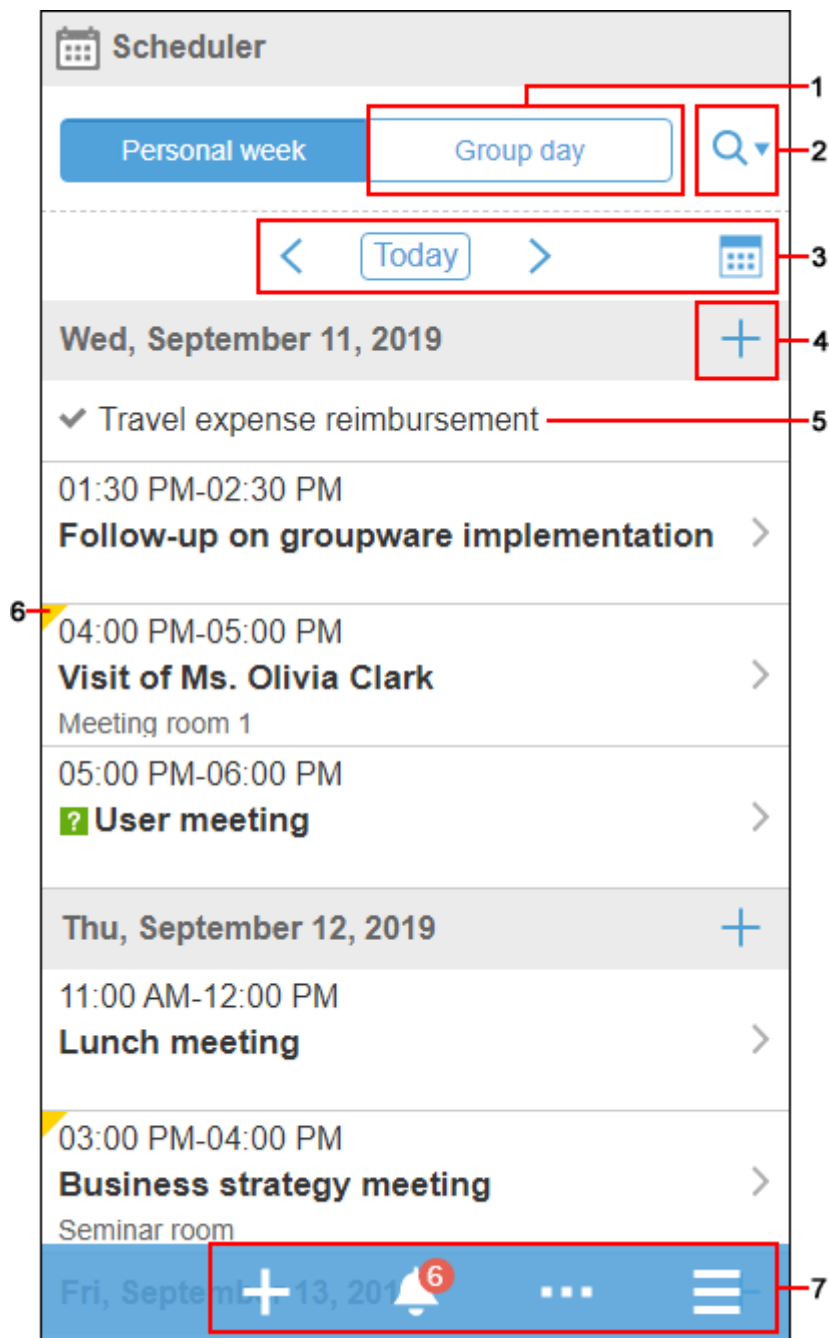 Scheduler
1
Personal week
Group day
2
Today
3
Wed, September 11, 2019
4
Travel expense reimbursement
5
01:30 PM-02:30 PM
Follow-up on groupware implementation
6
04:00 PM-05:00 PM
Visit of Ms. Olivia Clark
Meeting room 1
05:00 PM-06:00 PM
? User meeting
Thu, September 12, 2019
11:00 AM-12:00 PM
Lunch meeting
03:00 PM-04:00 PM
Business strategy meeting
Seminar room
6
Fri, September 13, 201
7